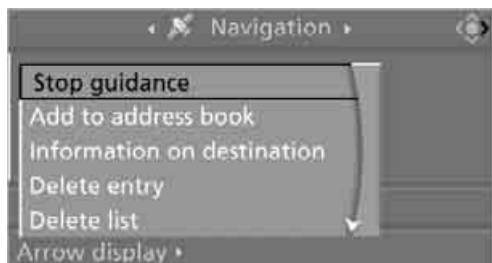 Navigation
Stop guidance
Add to address book
Information on destination
Delete entry
Delete list
Arrow display